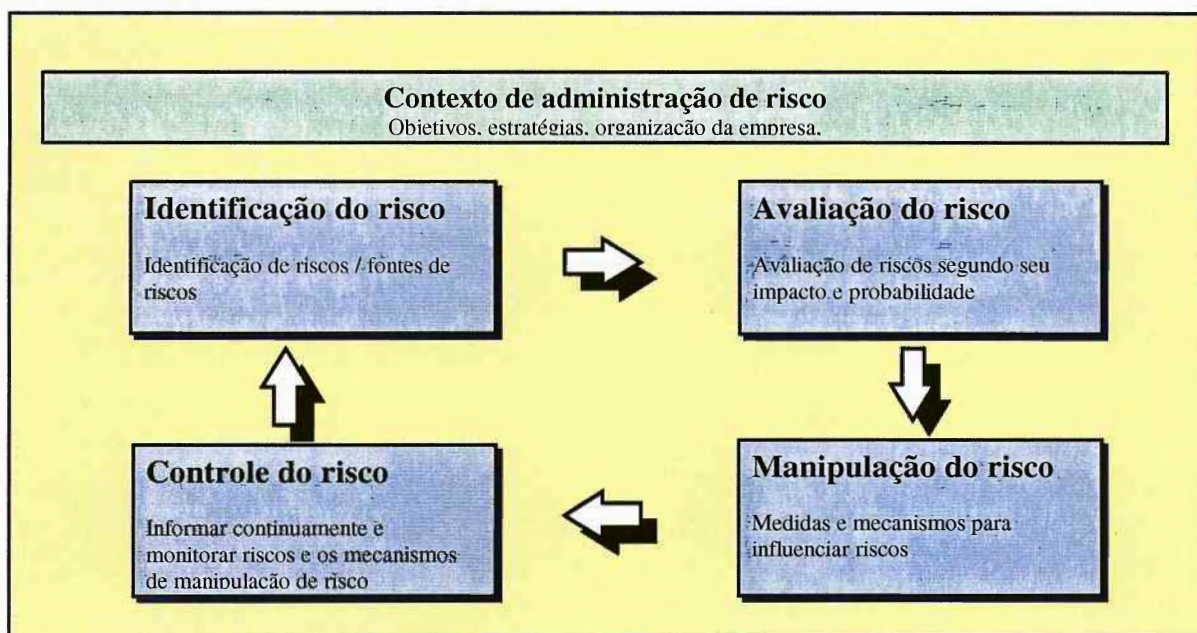 Contexto de administração de risco
Objetivos, estratégias, organização da empresa.
Identificação do risco
Identificação de riscos / fontes de
riscos
Avaliação do risco
Avaliação de riscos segundo seu
impacto e probabilidade
Controle do risco
Informar continuamente e
monitorar riscos e os mecanismos
de manipulação de risco
Manipulação do risco
Medidas e mecanismos para
influenciar riscos